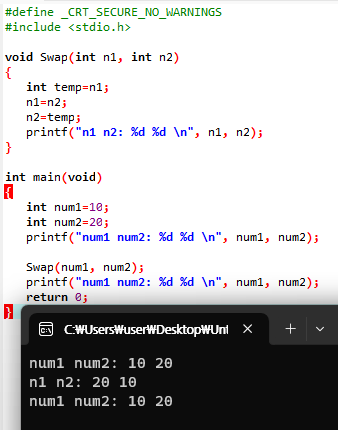 #define _CRT_SECURE_NO_WARNINGS
#include <stdio.h>
void Swap(int n1, int n2)
{
int temp=n1;
n1=n2;
n2=temp;
printf("n1 n2: %d %d \n", n1, n2);
}
int main(void)
{
int num1=10;
int num2=20;
printf("num1 num2: %d %d \n", num1, num2);
Swap(num1, num2);
printf("num1 num2: %d %d \n", num1, num2);
return 0;
}
C:₩Users₩user₩Desktop₩Unt
num1 num2: 10 20
n1 n2: 20 10
num1 num2: 10 20